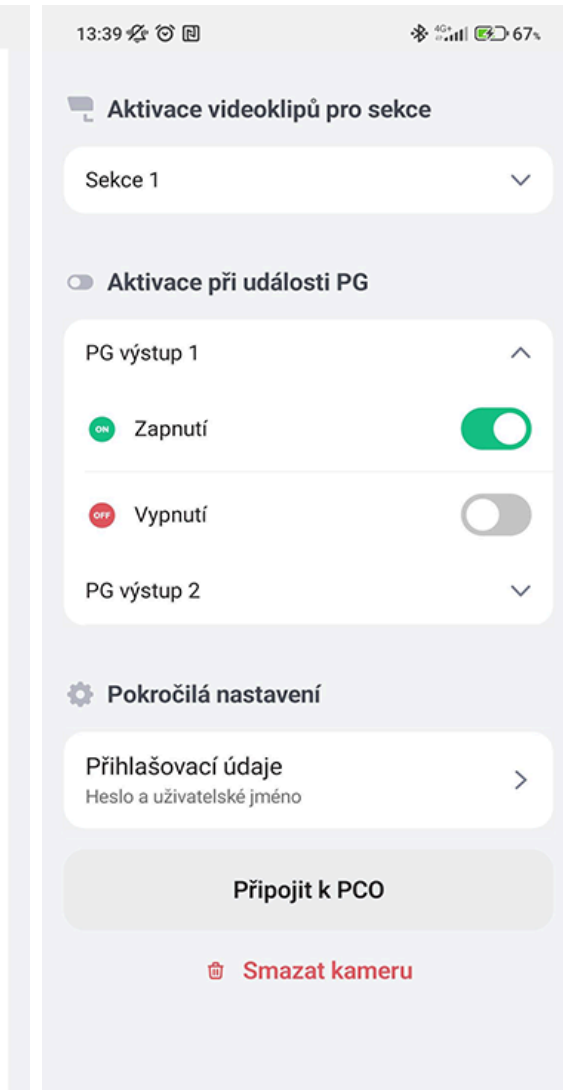 13:39
4G+
67%
Aktivace videoklipů pro sekce
Sekce 1
Aktivace při události PG
PG výstup 1
ON Zapnutí
OFF Vypnutí
PG výstup 2
Pokročilá nastavení
Přihlašovací údaje
Heslo a uživatelské jméno
Připojit k PCO
Smazat kameru